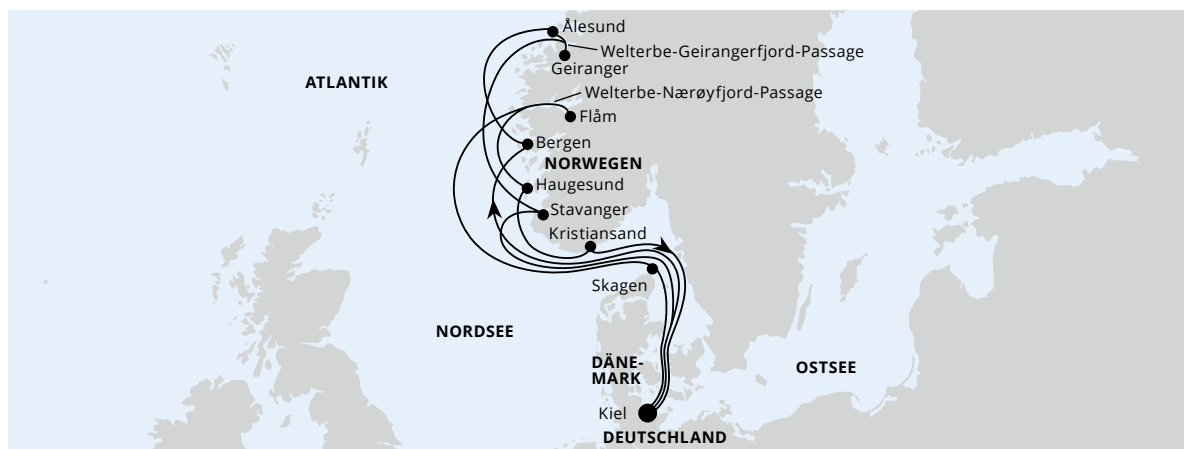 Ålesund
Welterbe-Geirangerfjord-Passage
Geiranger
ATLANTIK
Welterbe-Nærøyfjord-Passage
Flåm
Bergen
NORWEGEN
Haugesund
Stavanger
Kristiansand
Skagen
NORDSEE
DÄNE-
MARK
OSTSEE
Kiel
DEUTSCHLAND